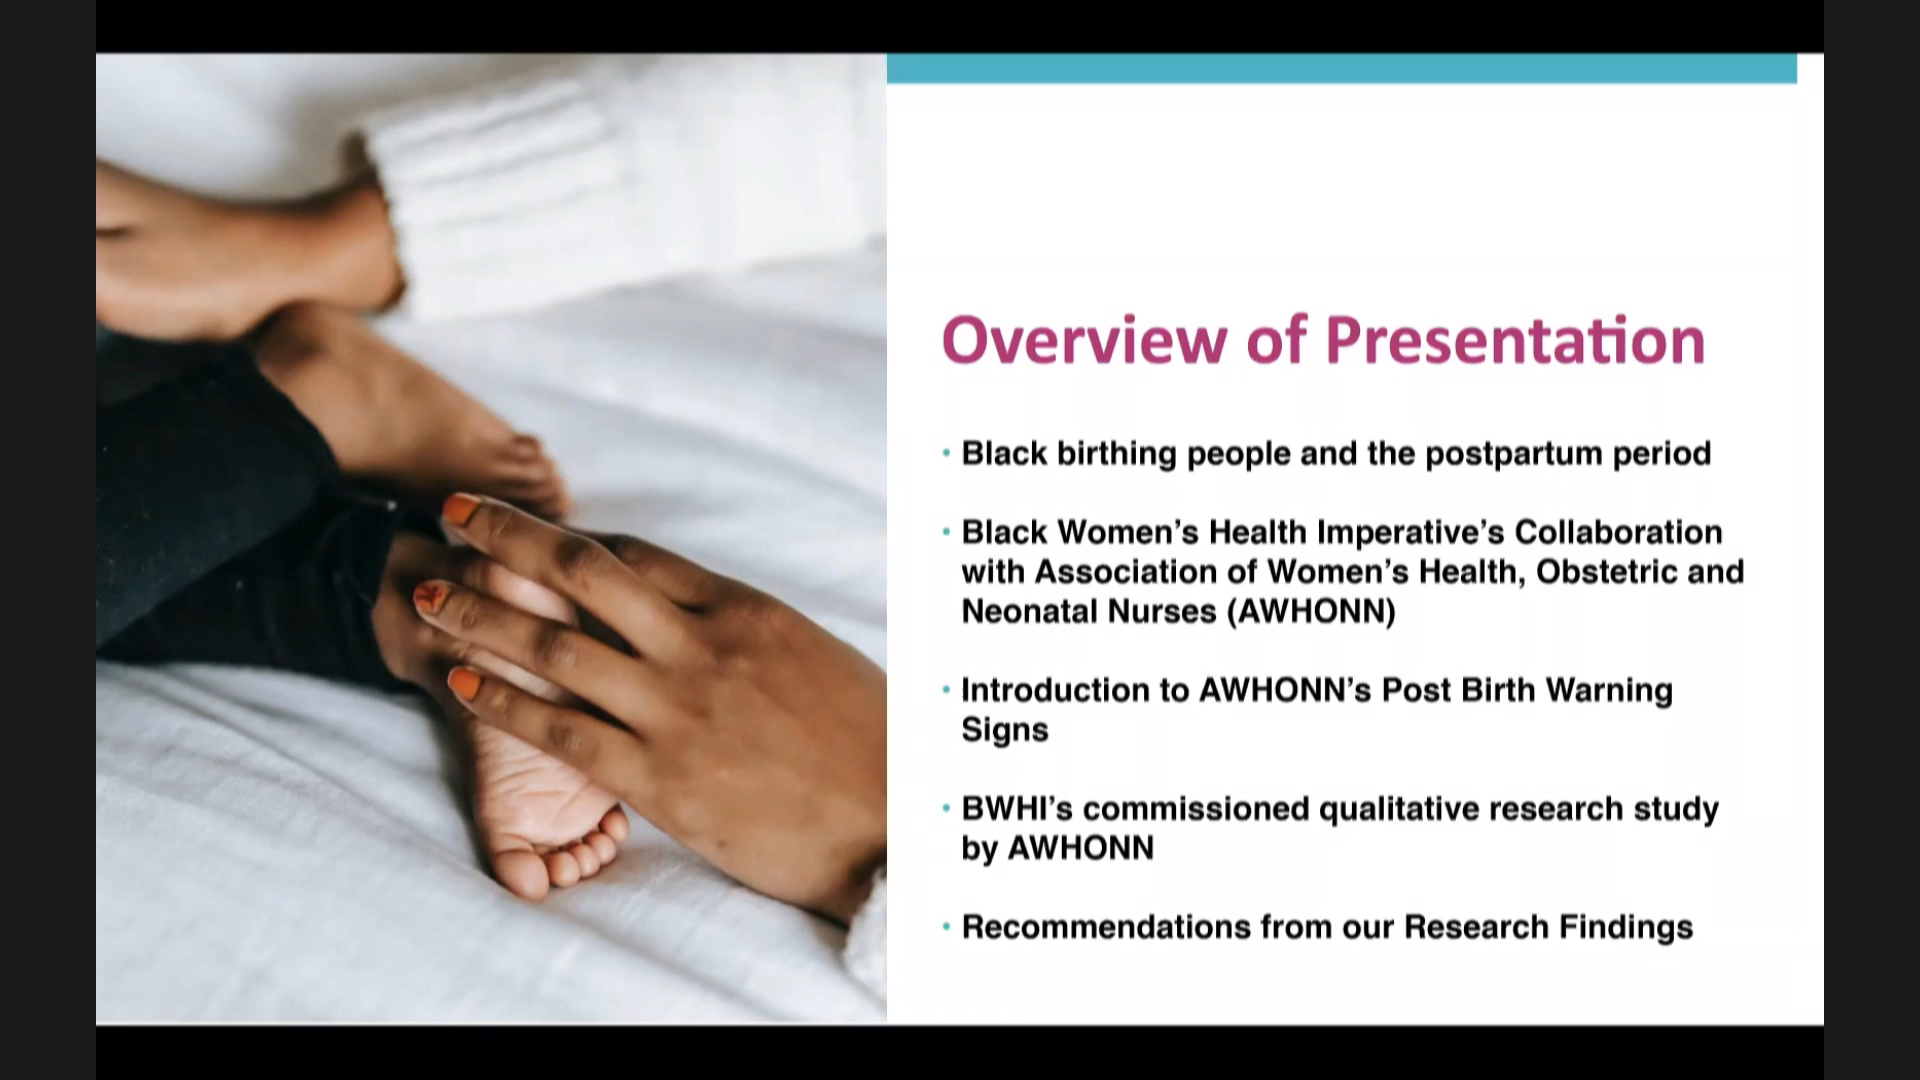 Overview of Presentation
• Black birthing people and the postpartum period
• Black Women’s Health Imperative’s Collaboration
with Association of Women’s Health, Obstetric and
Neonatal Nurses (AWHONN)
• Introduction to AWHONN’s Post Birth Warning
Signs
• BWHI’s commissioned qualitative research study
by AWHONN
• Recommendations from our Research Findings